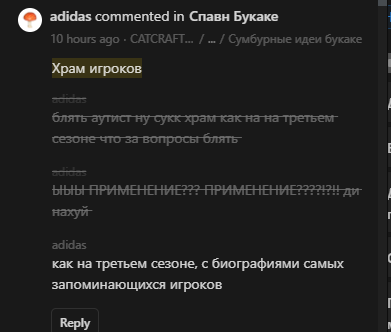 adidas commented in Спавн Букаке
10 hours ago · CATCRAFT... / ... / Сумбурные идеи букаке
Храм игроков
adidas
блять аутист ну сукк храм как на на третьем
сезоне что за вопросы блять
adidas
ЫЫЫ ПРИМЕНЕНИЕ??? ПРИМЕНЕНИЕ????!?!! ди
нахуй
adidas
как на третьем сезоне, с биографиями самых
запоминающихся игроков
Reply